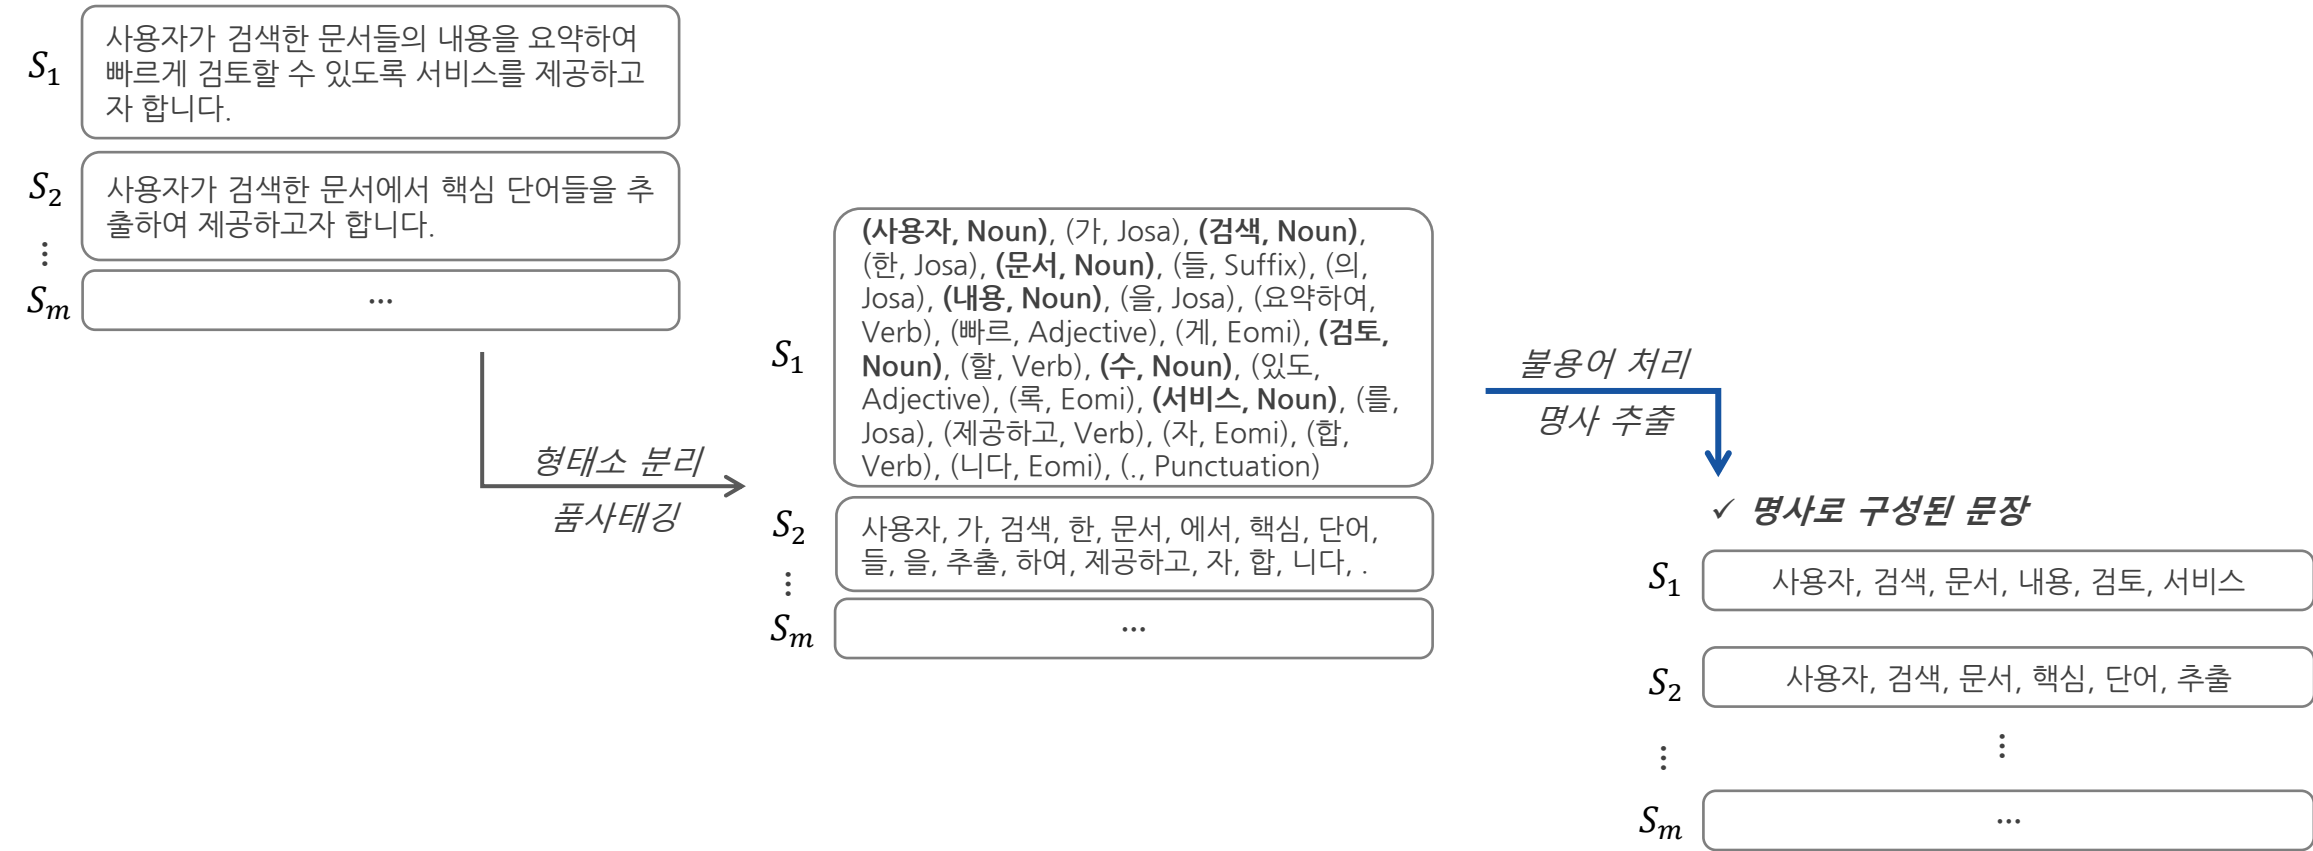 S1
사용자가 검색한 문서들의 내용을 요약하여
빠르게 검토할 수 있도록 서비스를 제공하고
자 합니다.
S2
사용자가 검색한 문서에서 핵심 단어들을 추
출하여 제공하고자 합니다.
⋮
Sm
...
형태소 분리
품사태깅
S1
(사용자, Noun), (가, Josa), (검색, Noun),
(한, Josa), (문서, Noun), (들, Suffix), (의,
Josa), (내용, Noun), (을, Josa), (요약하여,
Verb), (빠르, Adjective), (게, Eomi), (검토,
Noun), (할, Verb), (수, Noun), (있도,
Adjective), (록, Eomi), (서비스, Noun), (를,
Josa), (제공하고, Verb), (자, Eomi), (합,
Verb), (니다, Eomi), (., Punctuation)
S2
사용자, 가, 검색, 한, 문서, 에서, 핵심, 단어,
들, 을, 추출, 하여, 제공하고, 자, 합, 니다, .
⋮
Sm
...
불용어 처리
명사 추출
✓ 명사로 구성된 문장
S1
사용자, 검색, 문서, 내용, 검토, 서비스
S2
사용자, 검색, 문서, 핵심, 단어, 추출
⋮
⋮
Sm
...